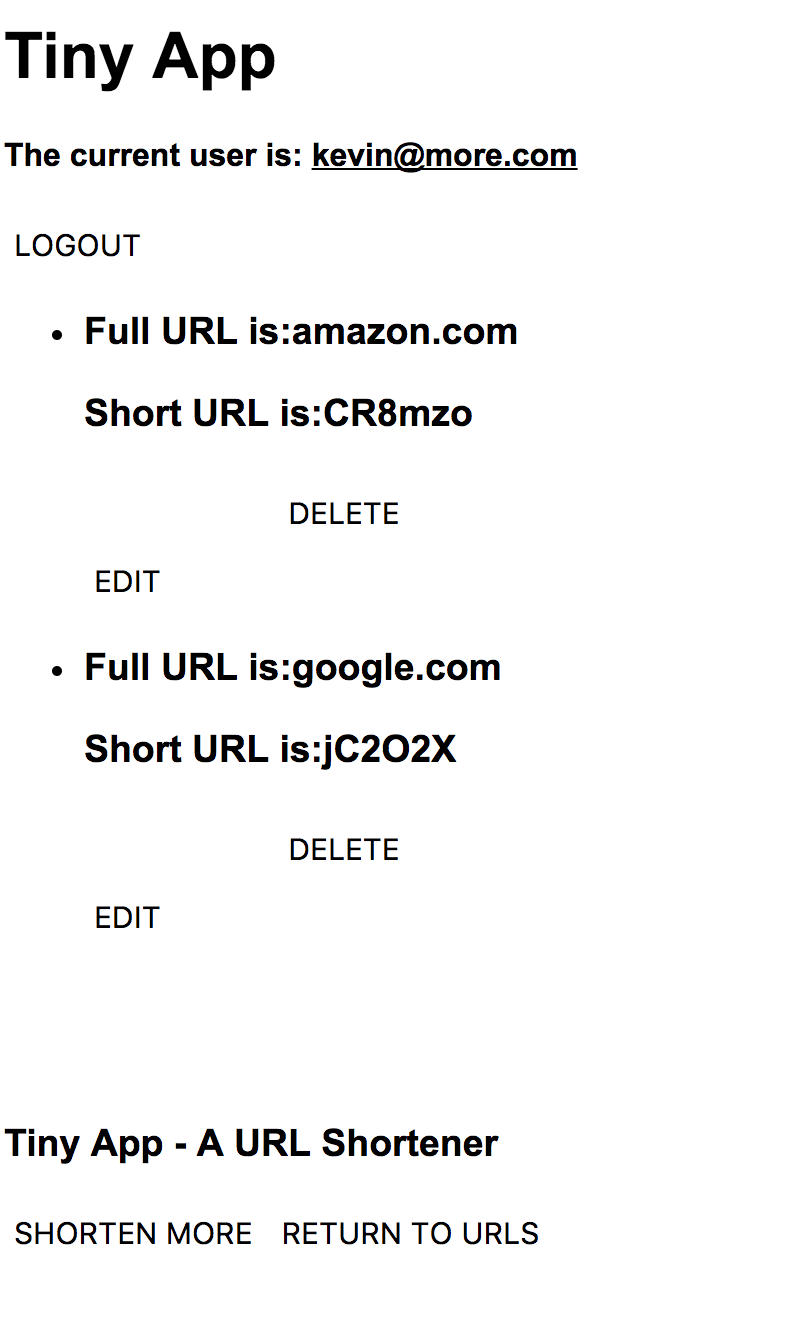 Tiny App
The current user is: kevin@more.com
LOGOUT
Full URL is:amazon.com
Short URL is:CR8mzo
DELETE
EDIT
Full URL is:google.com
Short URL is:jC2O2X
DELETE
EDIT
Tiny App - A URL Shortener
SHORTEN MORE RETURN TO URLS